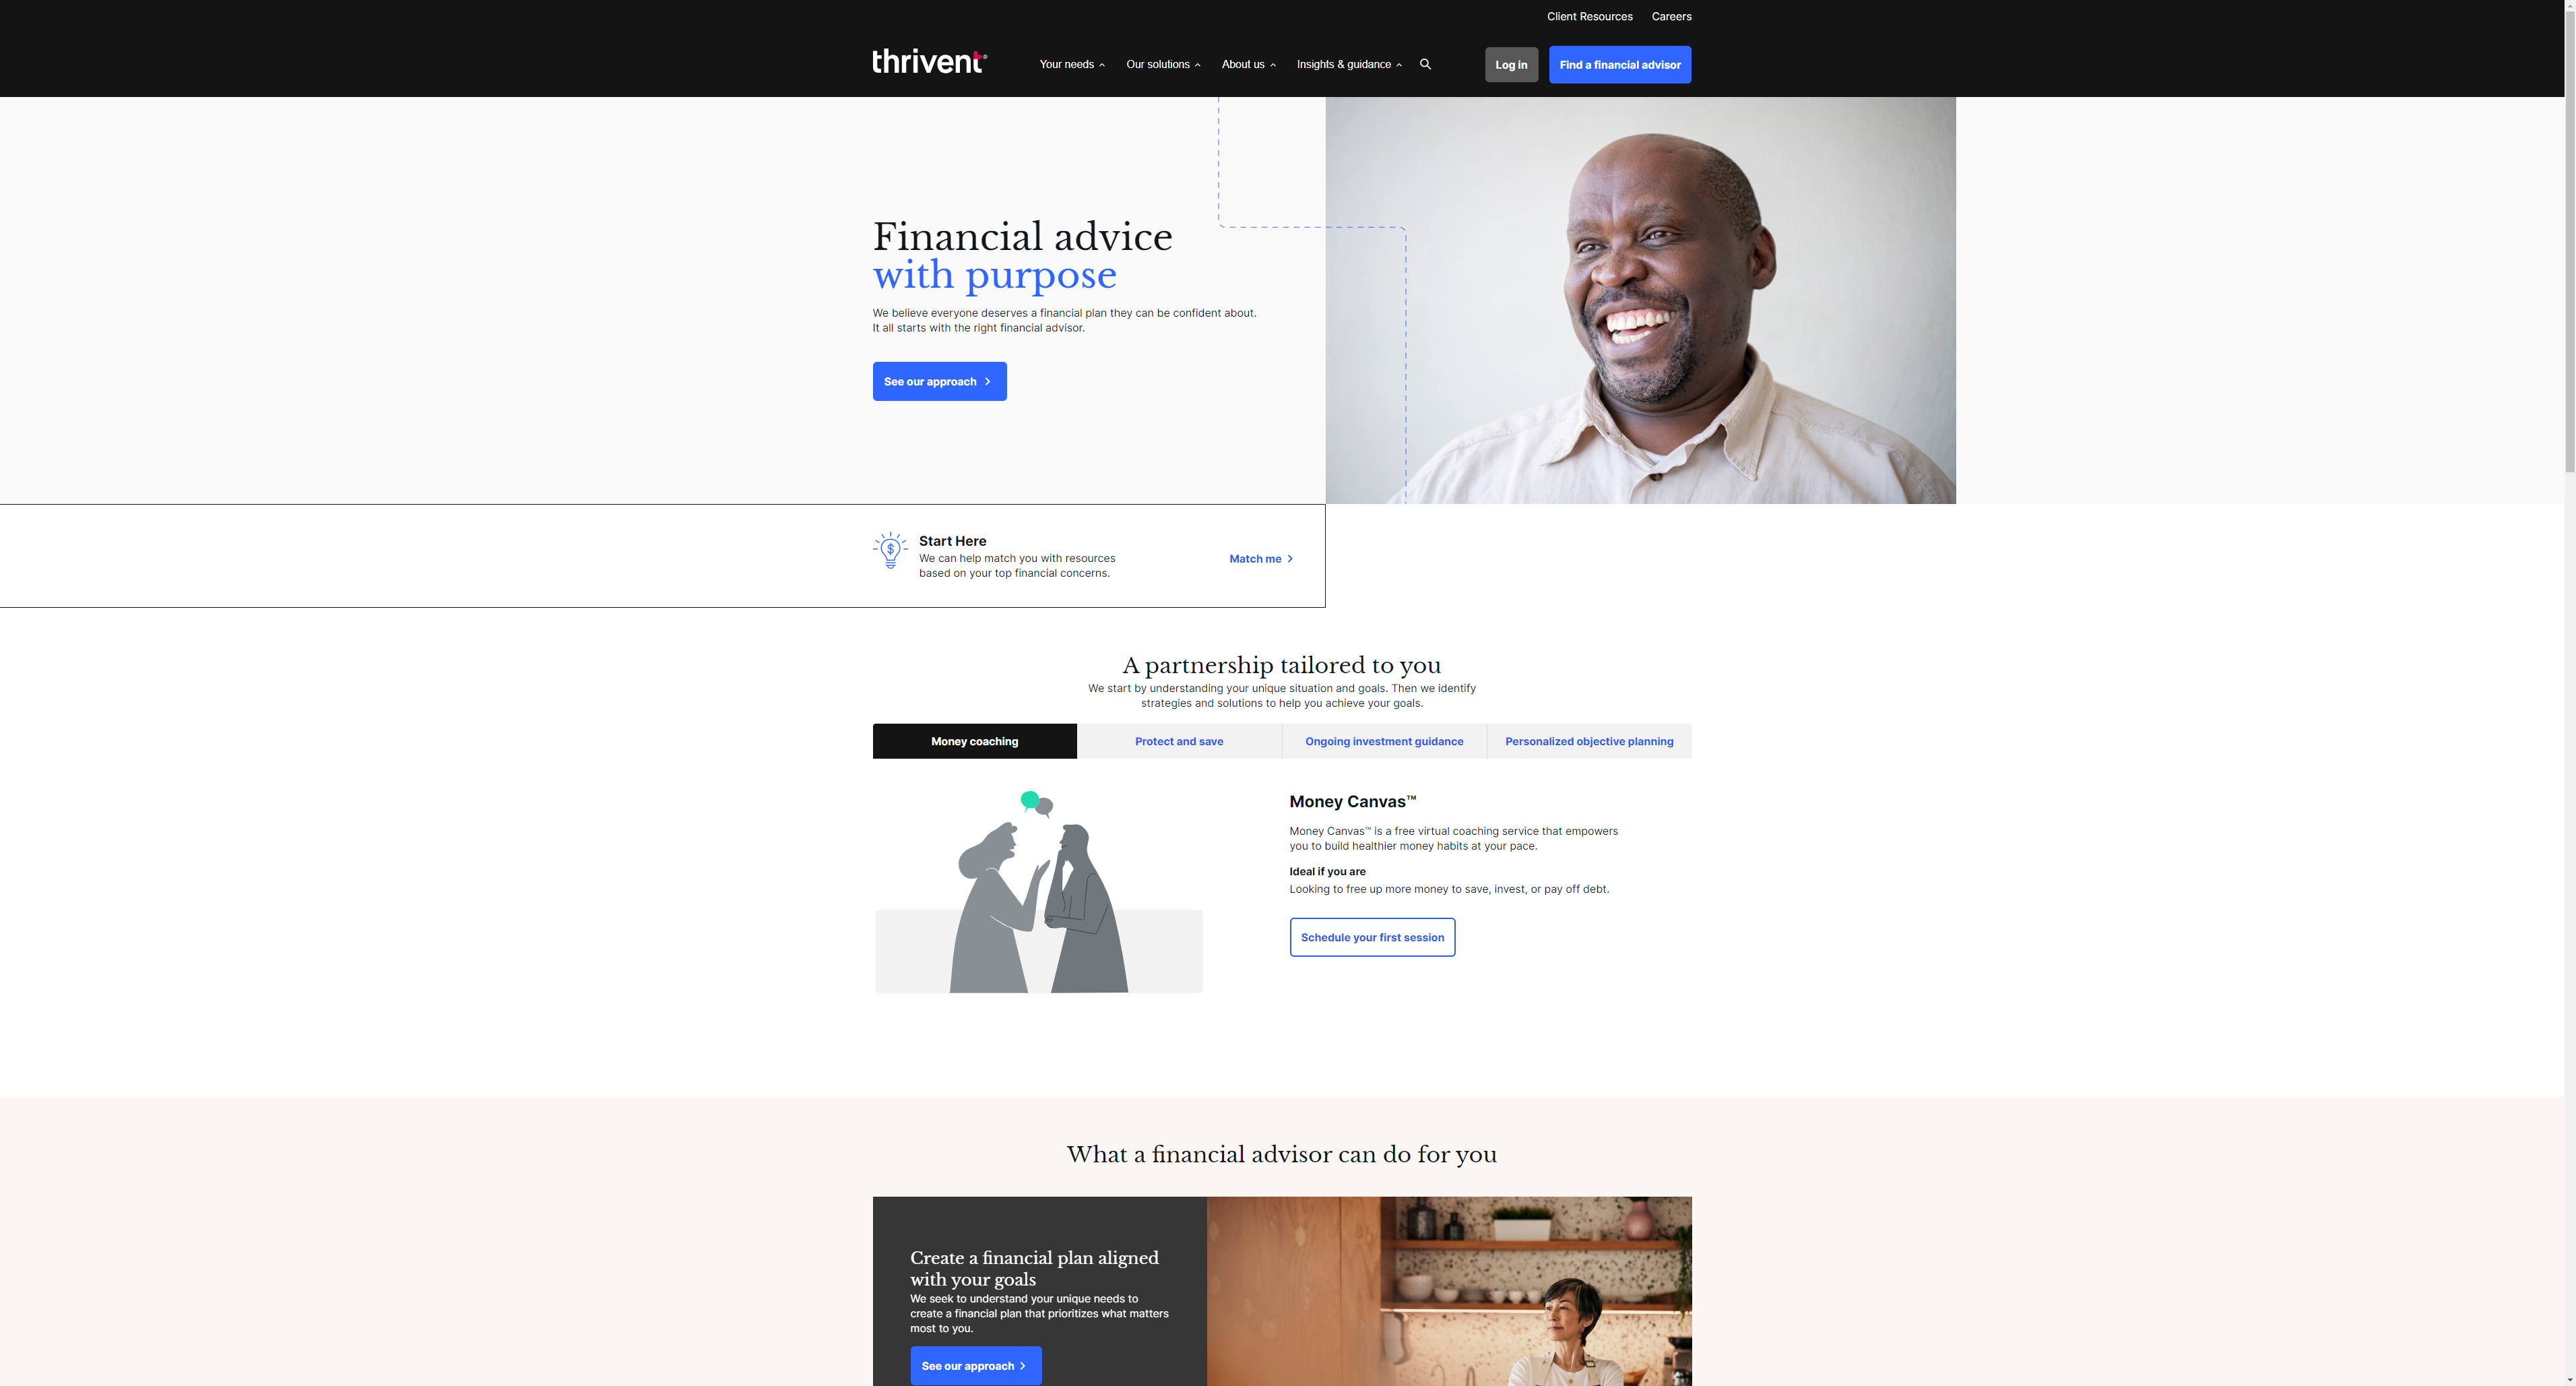 Client Resources Careers
thrivent®
Your needs Our solutions About us Insights & guidance Log in Find a financial advisor
Financial advice
with purpose
We believe everyone deserves a financial plan they can be confident about.
It all starts with the right financial advisor.
See our approach
Start Here
We can help match you with resources
based on your top financial concerns.
Match me
A partnership tailored to you
We start by understanding your unique situation and goals. Then we identify
strategies and solutions to help you achieve your goals.
Money coaching Protect and save Ongoing investment guidance Personalized objective planning
Money Canvas™
Money Canvas™ is a free virtual coaching service that empowers
you to build healthier money habits at your pace.
Ideal if you are
Looking to free up more money to save, invest, or pay off debt.
Schedule your first session
What a financial advisor can do for you
Create a financial plan aligned
with your goals
We seek to understand your unique needs to
create a financial plan that prioritizes what matters
most to you.
See our approach